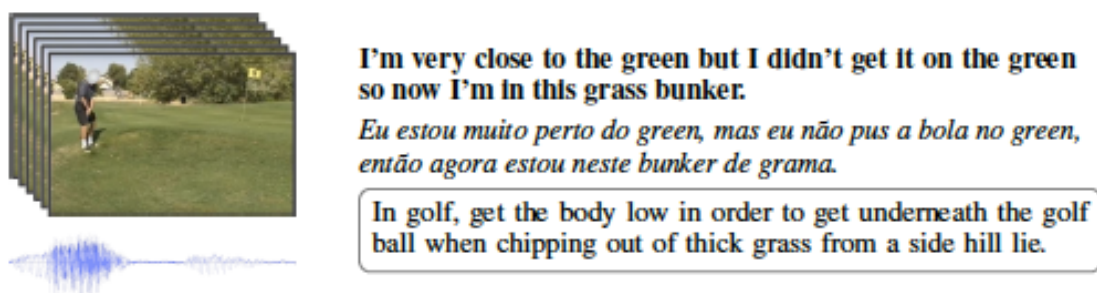 I'm very close to the green but I didn't get it on the green
so now I'm in this grass bunker.
Eu estou muito perto do green, mas eu não pus a bola no green,
então agora estou neste bunker de grama.
In golf, get the body low in order to get underneath the golf
ball when chipping out of thick grass from a side hill lie.